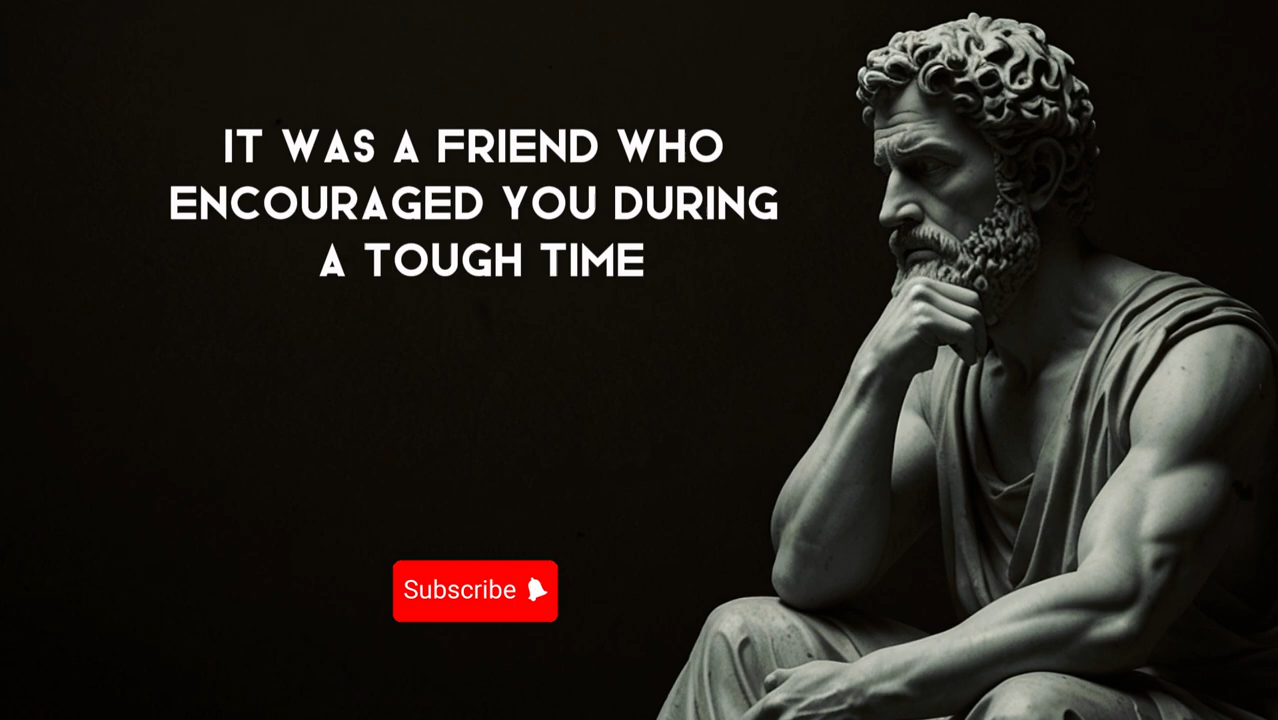 IT WAS A FRIEND WHO
ENCOURAGED YOU DURING
A TOUGH TIME
Subscribe